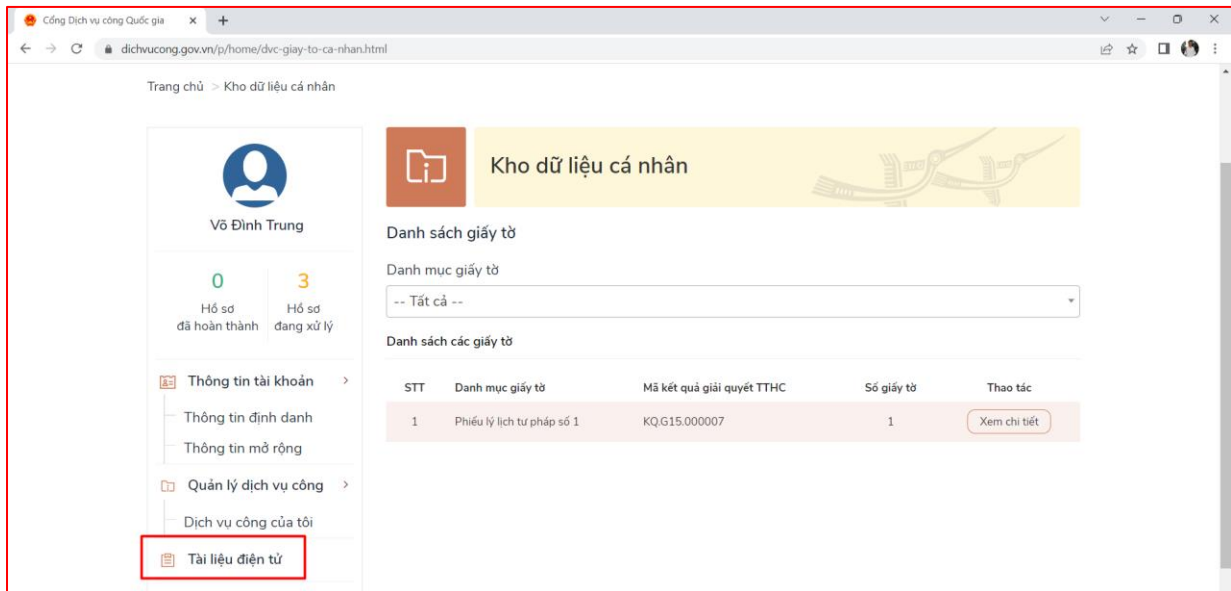 Cổng Dịch vụ công Quốc gia
dichvucong.gov.vn/p/home/dvc-giay-to-ca-nhan.html
Trang chủ > Kho dữ liệu cá nhân
Võ Đình Trung
0
Hồ sơ
đã hoàn thành
3
Hồ sơ
đang xử lý
Thông tin tài khoản
Thông tin định danh
Thông tin mở rộng
Quản lý dịch vụ công
Dịch vụ công của tôi
Tài liệu điện tử
Kho dữ liệu cá nhân
Danh sách giấy tờ
Danh mục giấy tờ
-- Tất cả --
Danh sách các giấy tờ
STT Danh mục giấy tờ Mã kết quả giải quyết TTHC Số giấy tờ Thao tác
1 Phiếu lý lịch tư pháp số 1 KQ.G15.000007 1 Xem chi tiết